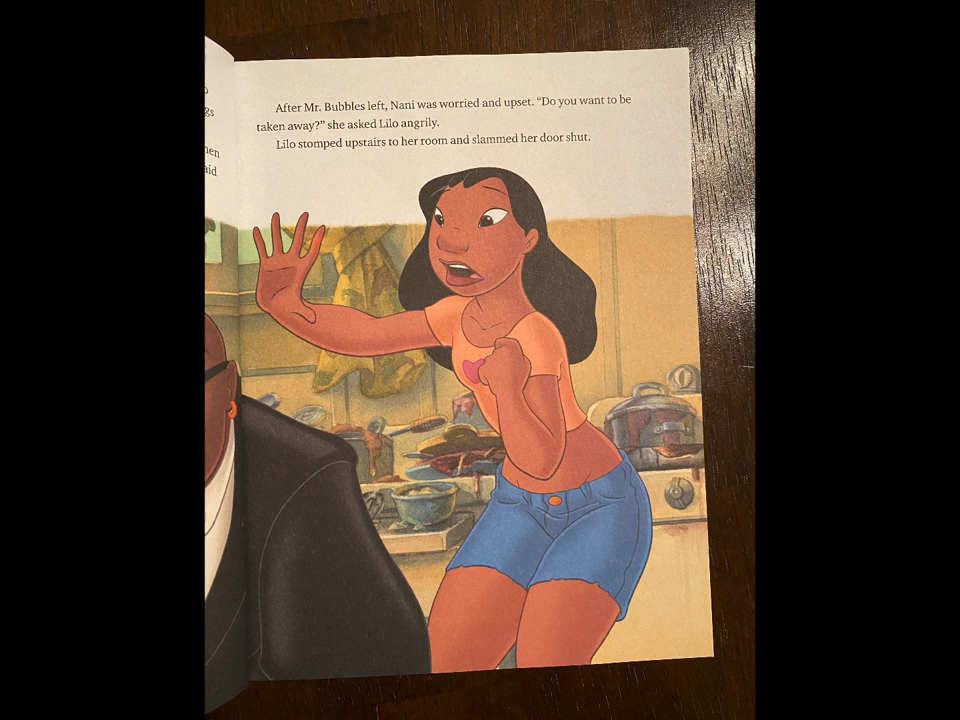 After Mr. Bubbles left, Nani was worried and upset. “Do you want to be
taken away?” she asked Lilo angrily.
Lilo stomped upstairs to her room and slammed her door shut.